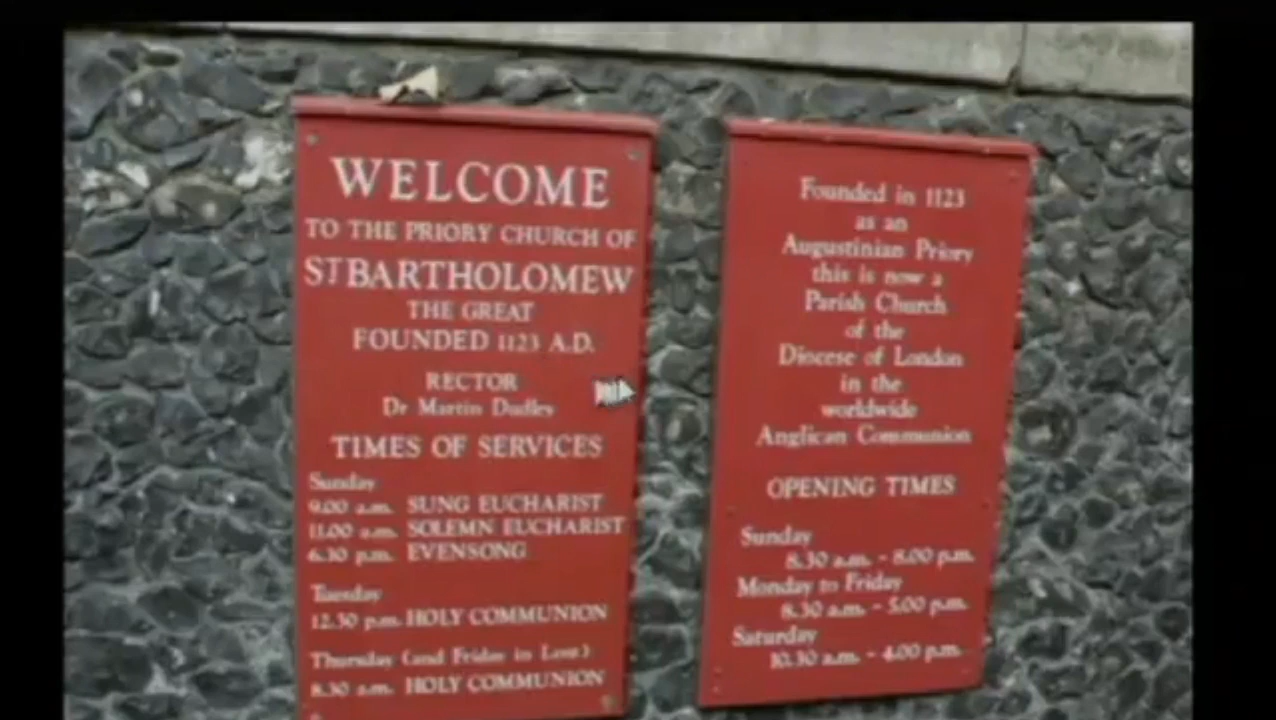 WELCOME
TO THE PRIORY CHURCH OF
ST BARTHOLOMEW
THE GREAT
FOUNDED 1123 A.D.
RECTOR
Dr Martin Dudley
TIMES OF SERVICES
Sunday
9.00 a.m. SUNG EUCHARIST
11.00 a.m. SOLEMN EUCHARIST
6.30 p.m. EVENSONG
Tuesday
12.30 p.m. HOLY COMMUNION
Thursday (and Friday in Lent)
8.30 a.m. HOLY COMMUNION
Founded in 1123
as an
Augustinian Priory
this is now a
Parish Church
of the
Diocese of London
in the
worldwide
Anglican Communion
OPENING TIMES
Sunday
8.30 a.m. - 8.00 p.m.
Monday to Friday
8.30 a.m. - 5.00 p.m.
Saturday
10.30 a.m. - 4.00 p.m.